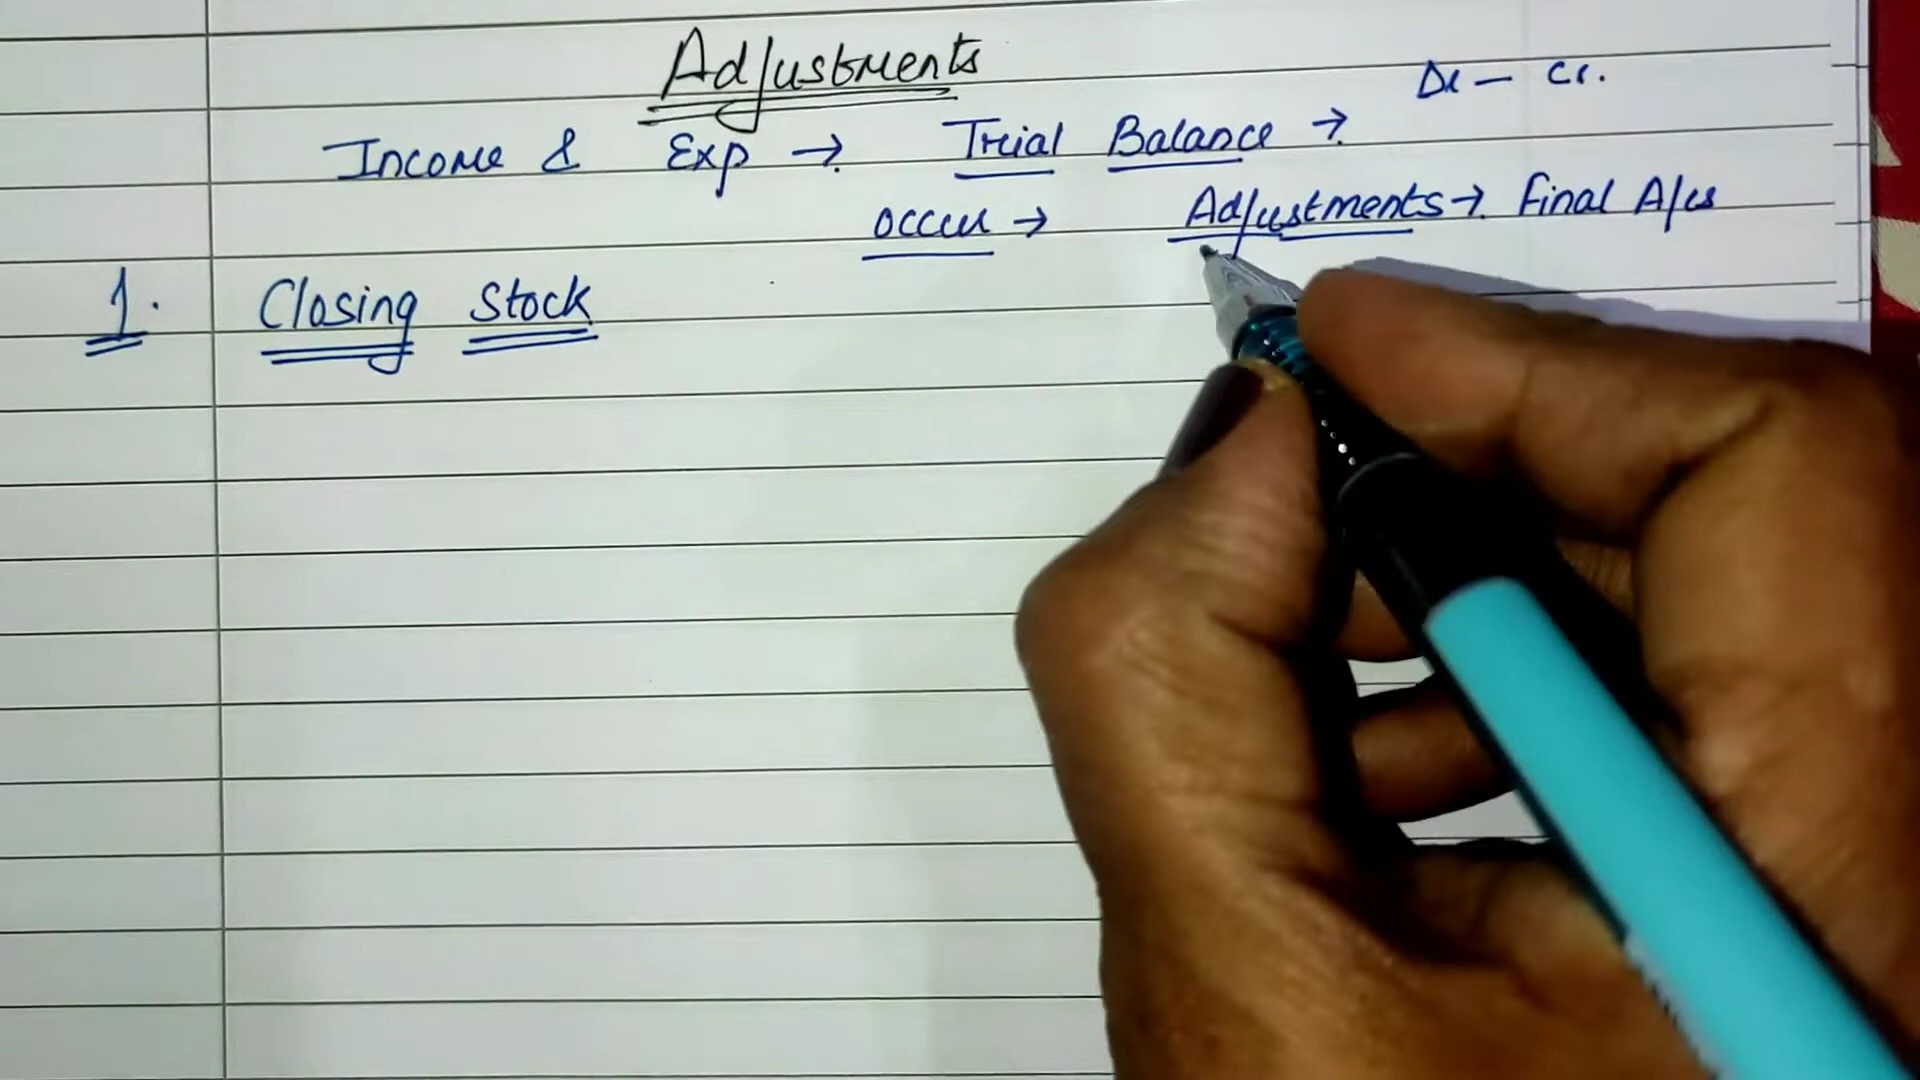 Adjustments
Dr — Cr.
Income & Exp → Trial Balance →
occur → Adjustments → Final A/cs
1. Closing Stock